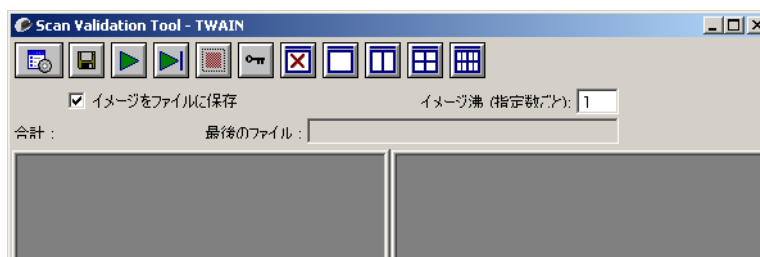 Scan Validation Tool - TWAIN
イメージをファイルに保存 イメージ沸 (指定数ごと): 1
合計 : 最後のファイル :